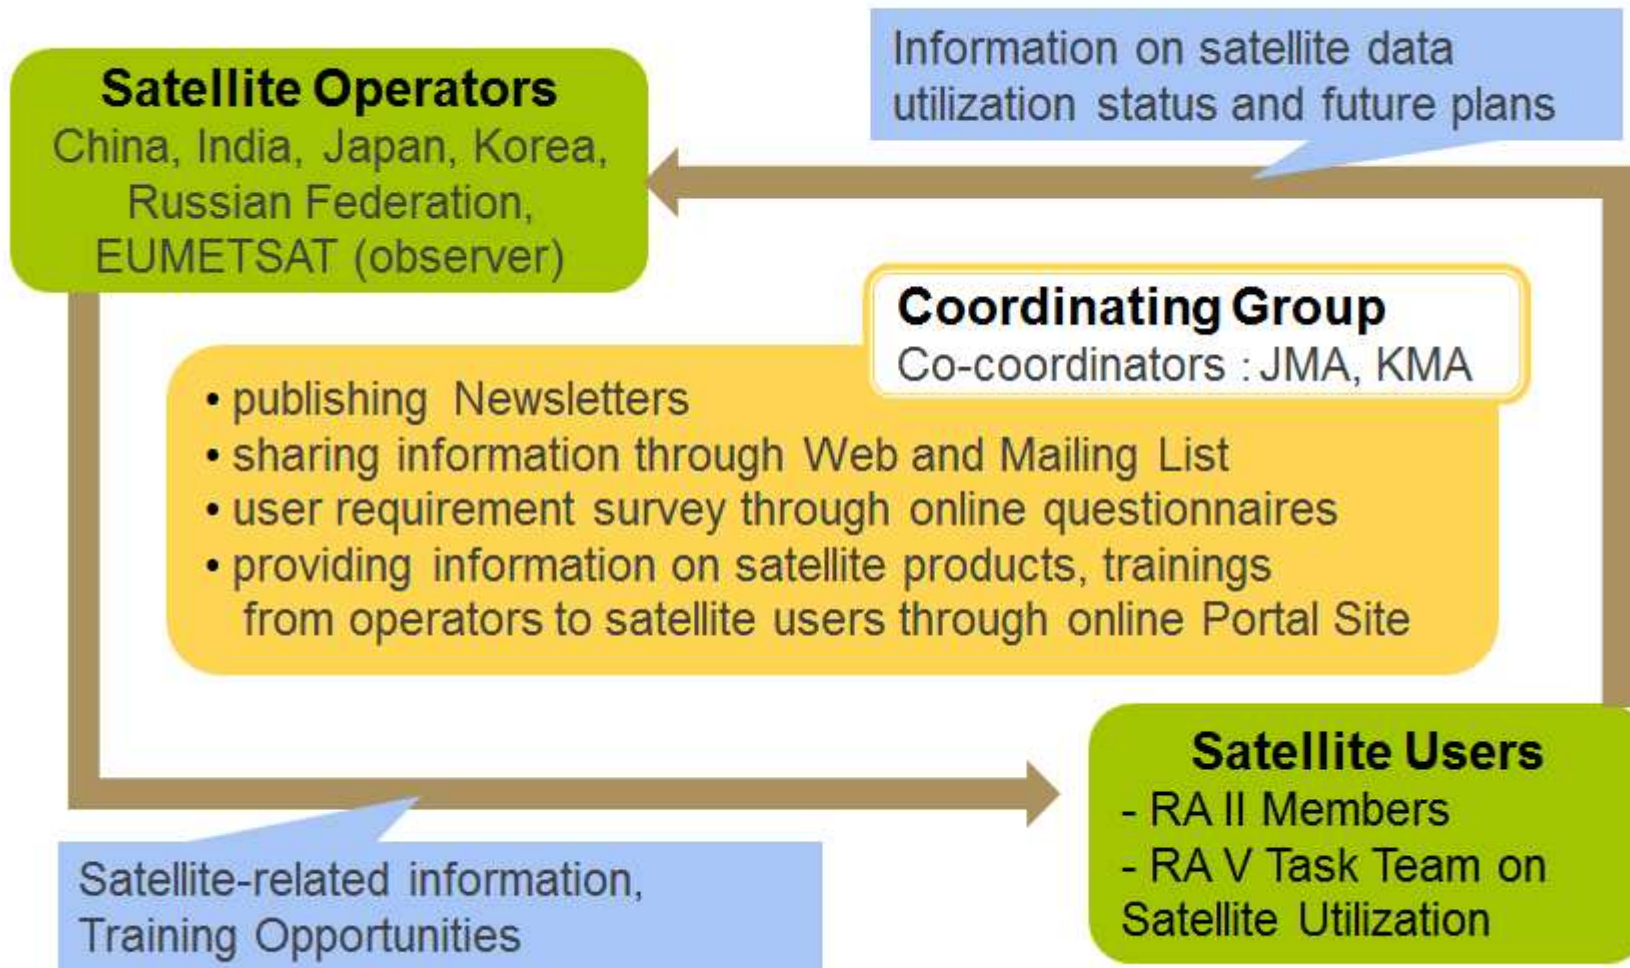 Satellite Operators
China, India, Japan, Korea,
Russian Federation,
EUMETSAT (observer)
Information on satellite data
utilization status and future plans
Coordinating Group
Co-coordinators : JMA, KMA
• publishing Newsletters
• sharing information through Web and Mailing List
• user requirement survey through online questionnaires
• providing information on satellite products, trainings
from operators to satellite users through online Portal Site
Satellite Users
- RA II Members
- RA V Task Team on
Satellite Utilization
Satellite-related information,
Training Opportunities